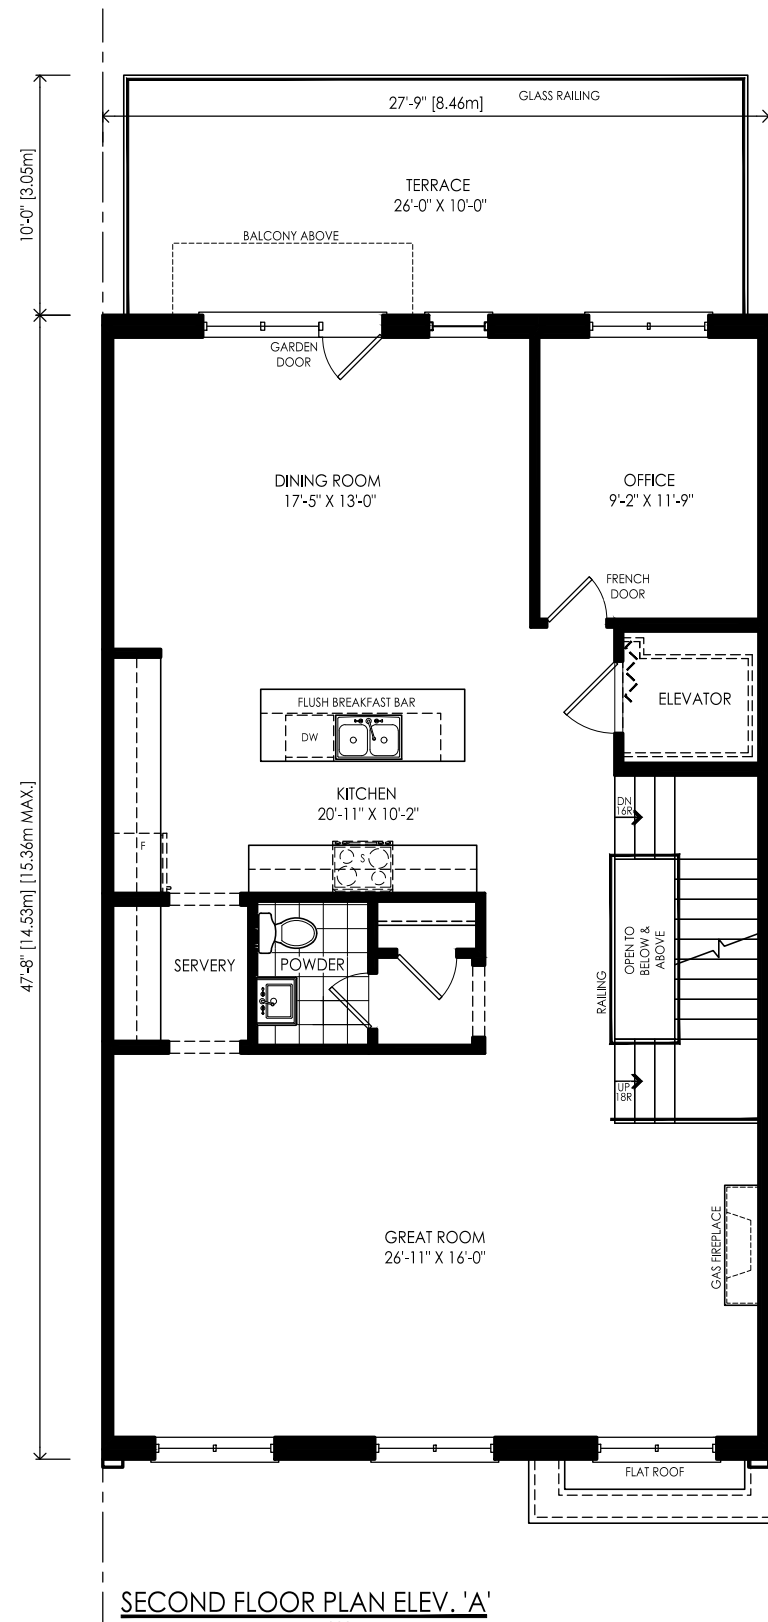 GLASS RAILING
27'-9" [8.46m]
10'-0" [3.05m]
TERRACE
26'-0" X 10'-0"
BALCONY ABOVE
GARDEN
DOOR
DINING ROOM
17'-5" X 13'-0"
OFFICE
9'-2" X 11'-9"
FRENCH
DOOR
ELEVATOR
FLUSH BREAKFAST BAR
DW
KITCHEN
20'-11" X 10'-2"
DN
16R
F
S
47'-8" [14.53m] [15.36m MAX.]
SERVERY
POWDER
RAILING
OPEN TO
BELOW &
ABOVE
UP
18R
GREAT ROOM
26'-11" X 16'-0"
GAS FIREPLACE
FLAT ROOF
SECOND FLOOR PLAN ELEV. 'A'